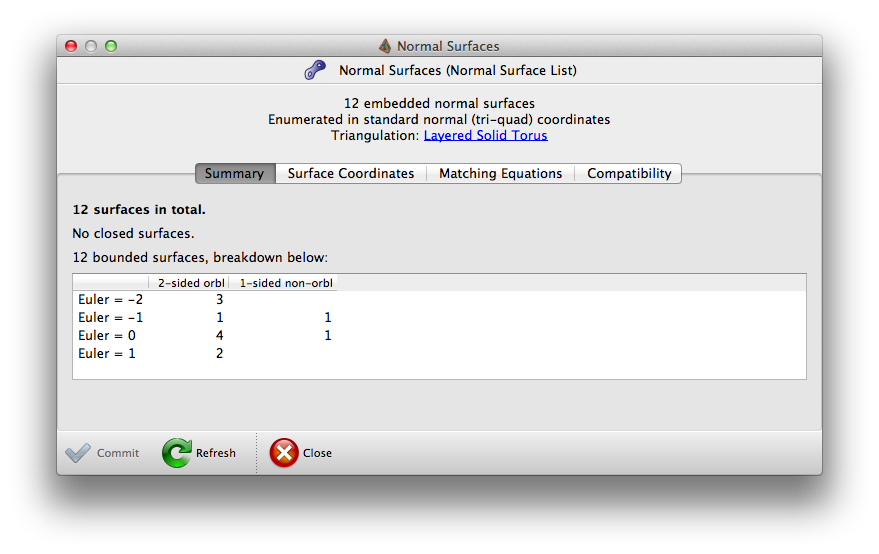 Normal Surfaces
Normal Surfaces (Normal Surface List)
12 embedded normal surfaces
Enumerated in standard normal (tri-quad) coordinates
Triangulation: Layered Solid Torus
Summary Surface Coordinates Matching Equations Compatibility
12 surfaces in total.
No closed surfaces.
12 bounded surfaces, breakdown below:
2-sided orbl 1-sided non-orbl
Euler = -2 3
Euler = -1 1 1
Euler = 0 4 1
Euler = 1 2
Commit Refresh Close